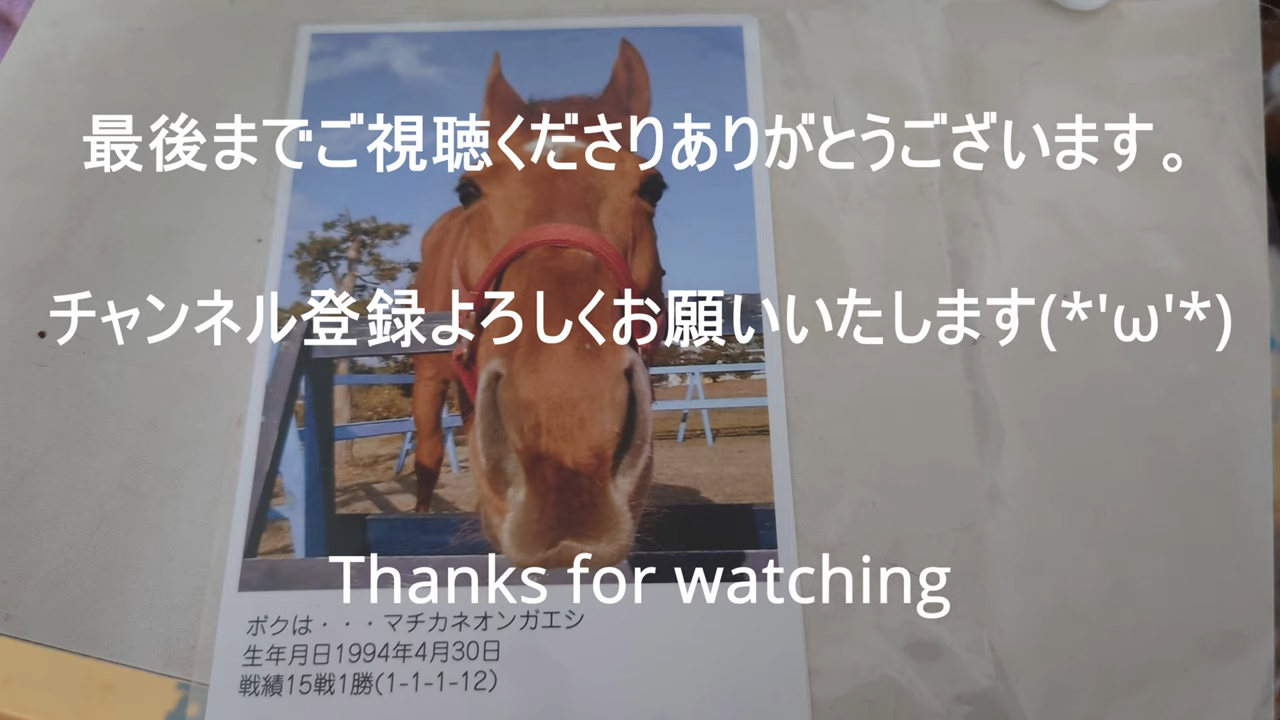 最後までご視聴くださりありがとうございます。
チャンネル登録よろしくお願いいたします(*'ω'*)
Thanks for watching
ボクは・・・マチカネオンガエシ
生年月日1994年4月30日
戦績15戦1勝(1-1-1-12)